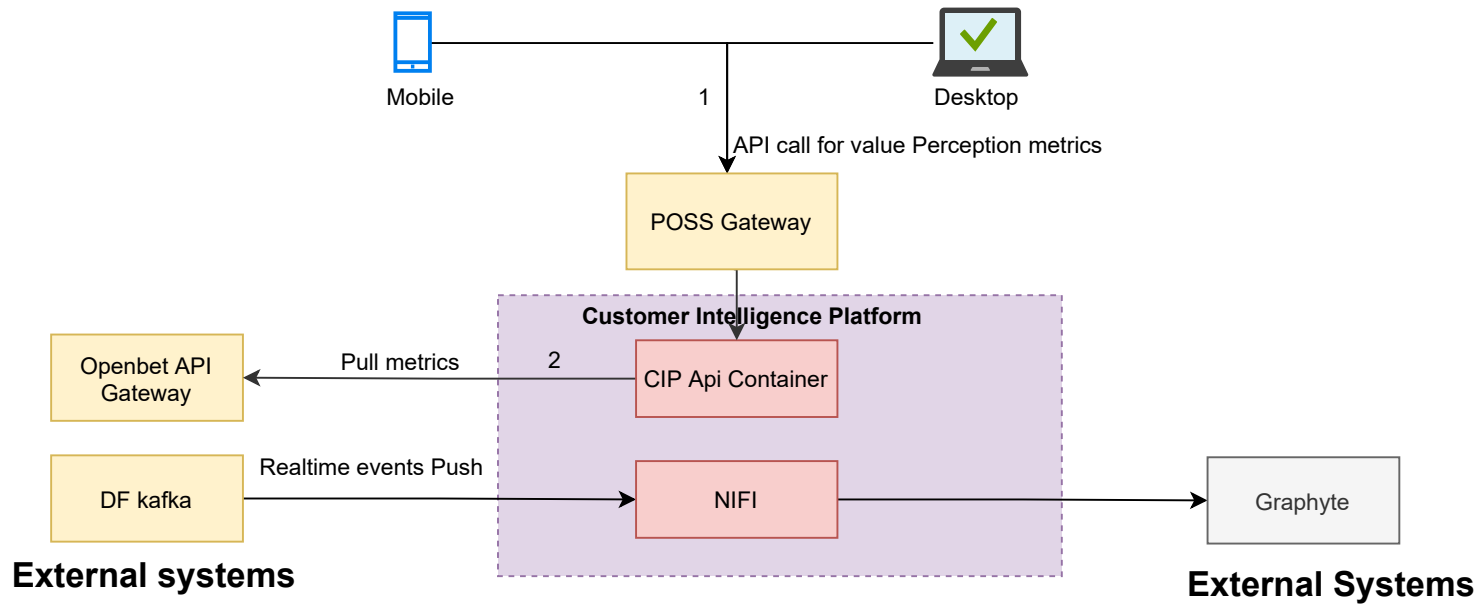 Mobile
Desktop
1
API call for value Perception metrics
POSS Gateway
Customer Intelligence Platform
Openbet API
Gateway
Pull metrics
2
CIP Api Container
DF kafka
Realtime events Push
NIFI
Graphyte
External systems
External Systems